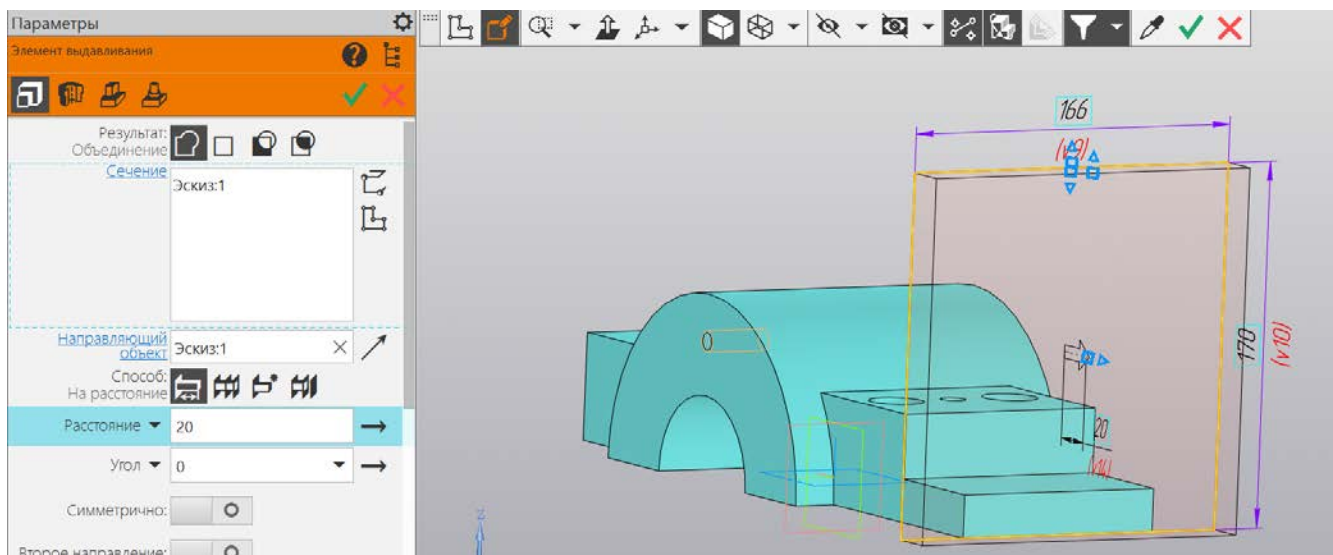 Параметры
Элемент выдавливания
Результат:
Объединение
Сечение
Эскиз:1
Направляющий
объект
Эскиз:1
Способ:
На расстояние
Расстояние
20
Угол
0
Симметрично:
Второе направление:
166
(v9)
170
(v10)
20
(v14)
z